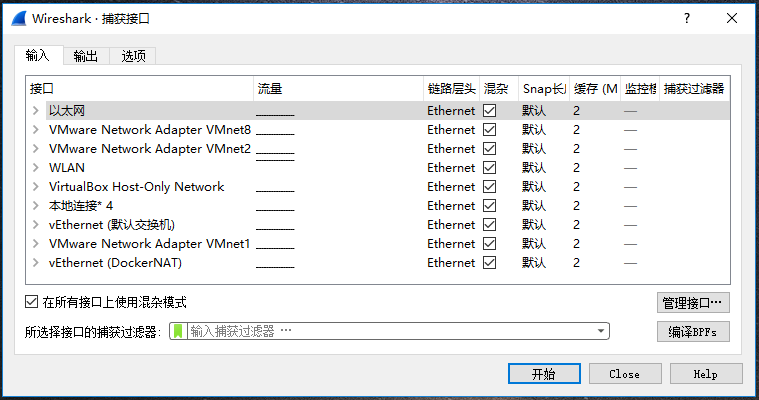 Wireshark · 捕获接口
输入 输出 选项
接口 流量 链路层头 混杂 Snap长 缓存 (M 监控模 捕获过滤器
以太网 Ethernet 默认 2 —
VMware Network Adapter VMnet8 Ethernet 默认 2 —
VMware Network Adapter VMnet2 Ethernet 默认 2 —
WLAN Ethernet 默认 2 —
VirtualBox Host-Only Network Ethernet 默认 2 —
本地连接* 4 Ethernet 默认 2 —
vEthernet (默认交换机) Ethernet 默认 2 —
VMware Network Adapter VMnet1 Ethernet 默认 2 —
vEthernet (DockerNAT) Ethernet 默认 2 —
在所有接口上使用混杂模式 管理接口…
所选择接口的捕获过滤器: 输入捕获过滤器 … 编译BPFs
开始 Close Help